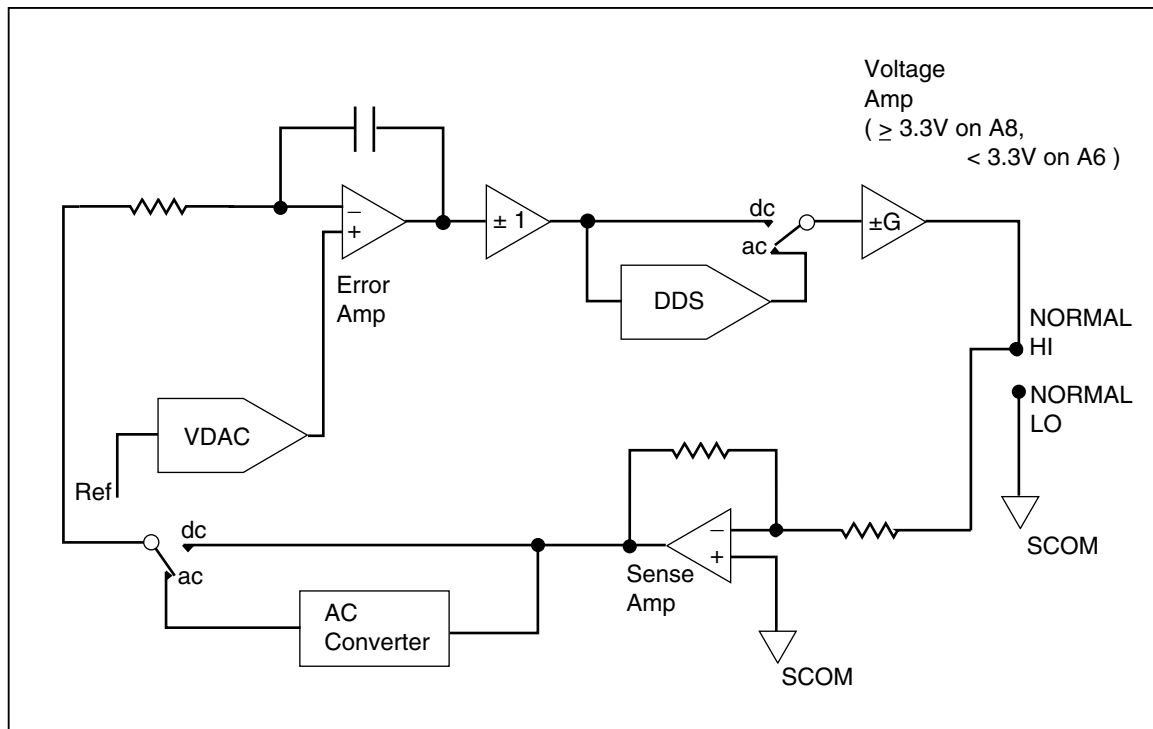 Voltage
Amp
( ≥ 3.3V on A8,
< 3.3V on A6 )
−
+
± 1
dc
ac
±G
Error
Amp
DDS
NORMAL
HI
NORMAL
LO
VDAC
Ref
dc
ac
−
+
Sense
Amp
SCOM
AC
Converter
SCOM